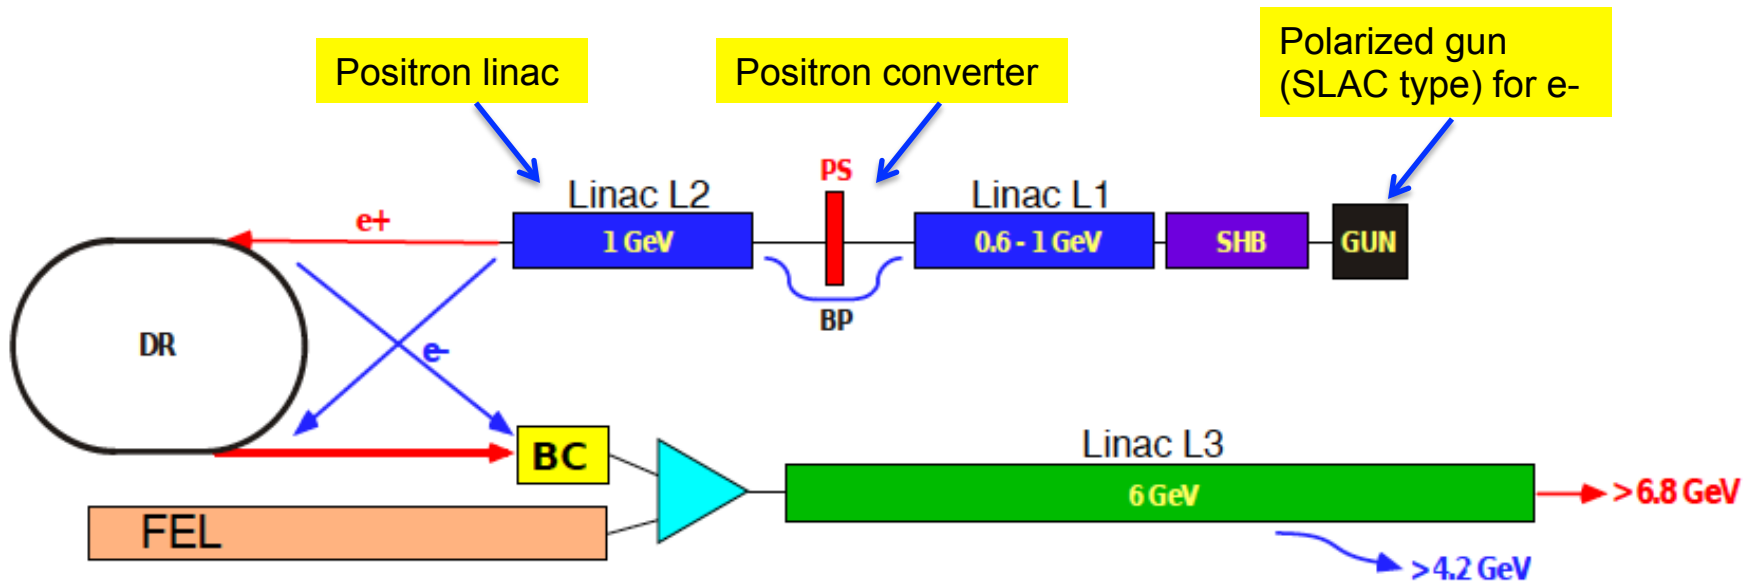 Positron linac
Positron converter
Polarized gun
(SLAC type) for e-
PS
Linac L2
Linac L1
e+
1 GeV
0.6 - 1 GeV
SHB
GUN
BP
DR
e-
BC
Linac L3
6 GeV
> 6.8 GeV
FEL
> 4.2 GeV